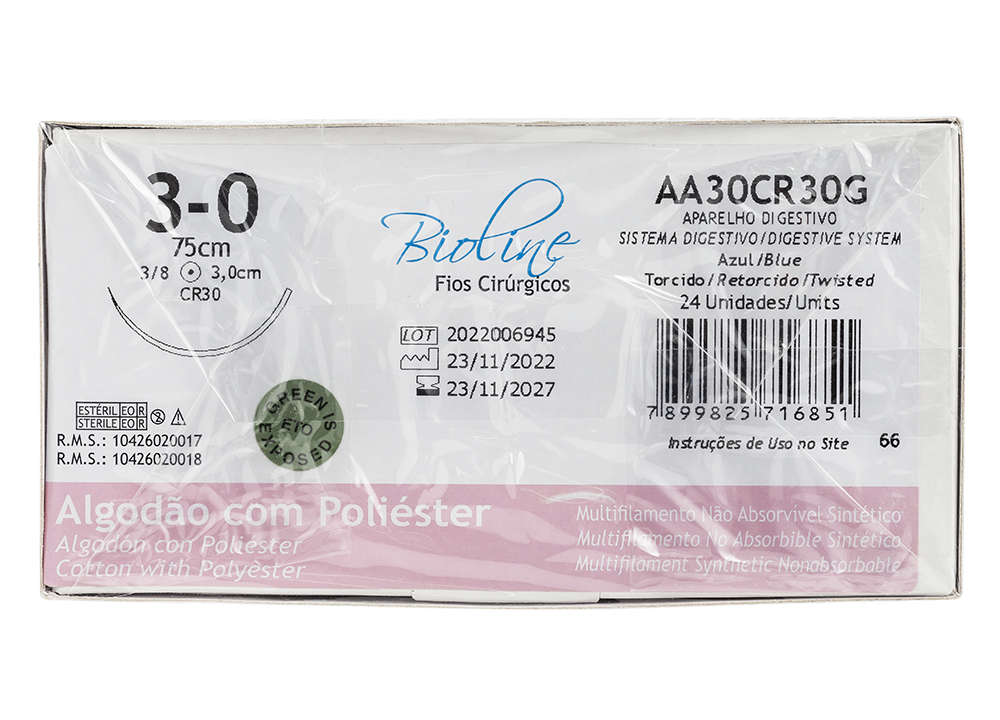 3-0
75cm
3/8 3,0cm
CR30
Bioline
Fios Cirúrgicos
LOT 2022006945
23/11/2022
23/11/2027
AA30CR30G
APARELHO DIGESTIVO
SISTEMA DIGESTIVO/DIGESTIVE SYSTEM
Azul/Blue
Torcido/Retorcido/Twisted
24 Unidades/Units
7 899825 716851
Instruções de Uso no Site 66
GREEN IS
ETO
EXPOSED
ESTÉRIL EO R
STERILE EO R
R.M.S.: 10426020017
R.M.S.: 10426020018
Algodão com Poliéster
Algodón con Poliéster
Cotton with Polyèster
Multifilamento Não Absorvível Sintético
Multifilamento No Absorbible Sintético
Multifilament Synthetic Nonabsorbable